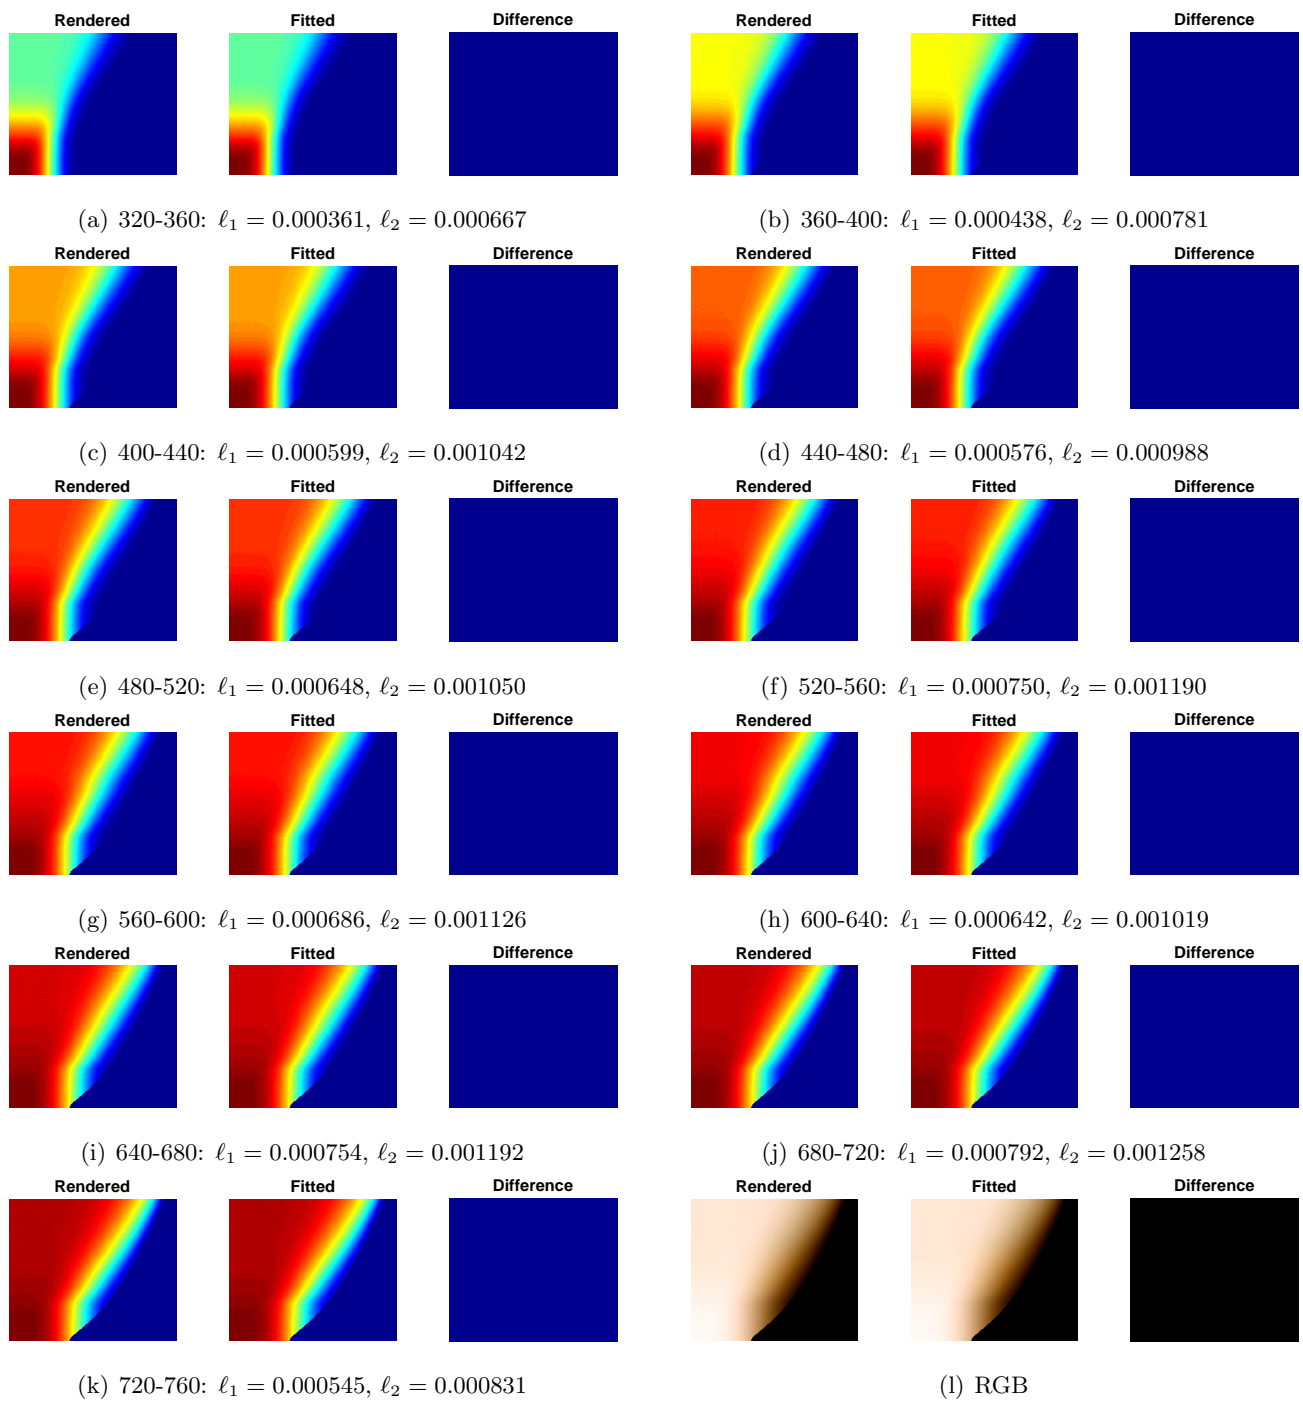 Rendered Fitted Difference Rendered Fitted Difference
(a) 320-360: ℓ₁ = 0.000361, ℓ₂ = 0.000667 (b) 360-400: ℓ₁ = 0.000438, ℓ₂ = 0.000781
Rendered Fitted Difference Rendered Fitted Difference
(c) 400-440: ℓ₁ = 0.000599, ℓ₂ = 0.001042 (d) 440-480: ℓ₁ = 0.000576, ℓ₂ = 0.000988
Rendered Fitted Difference Rendered Fitted Difference
(e) 480-520: ℓ₁ = 0.000648, ℓ₂ = 0.001050 (f) 520-560: ℓ₁ = 0.000750, ℓ₂ = 0.001190
Rendered Fitted Difference Rendered Fitted Difference
(g) 560-600: ℓ₁ = 0.000686, ℓ₂ = 0.001126 (h) 600-640: ℓ₁ = 0.000642, ℓ₂ = 0.001019
Rendered Fitted Difference Rendered Fitted Difference
(i) 640-680: ℓ₁ = 0.000754, ℓ₂ = 0.001192 (j) 680-720: ℓ₁ = 0.000792, ℓ₂ = 0.001258
Rendered Fitted Difference Rendered Fitted Difference
(k) 720-760: ℓ₁ = 0.000545, ℓ₂ = 0.000831 (l) RGB